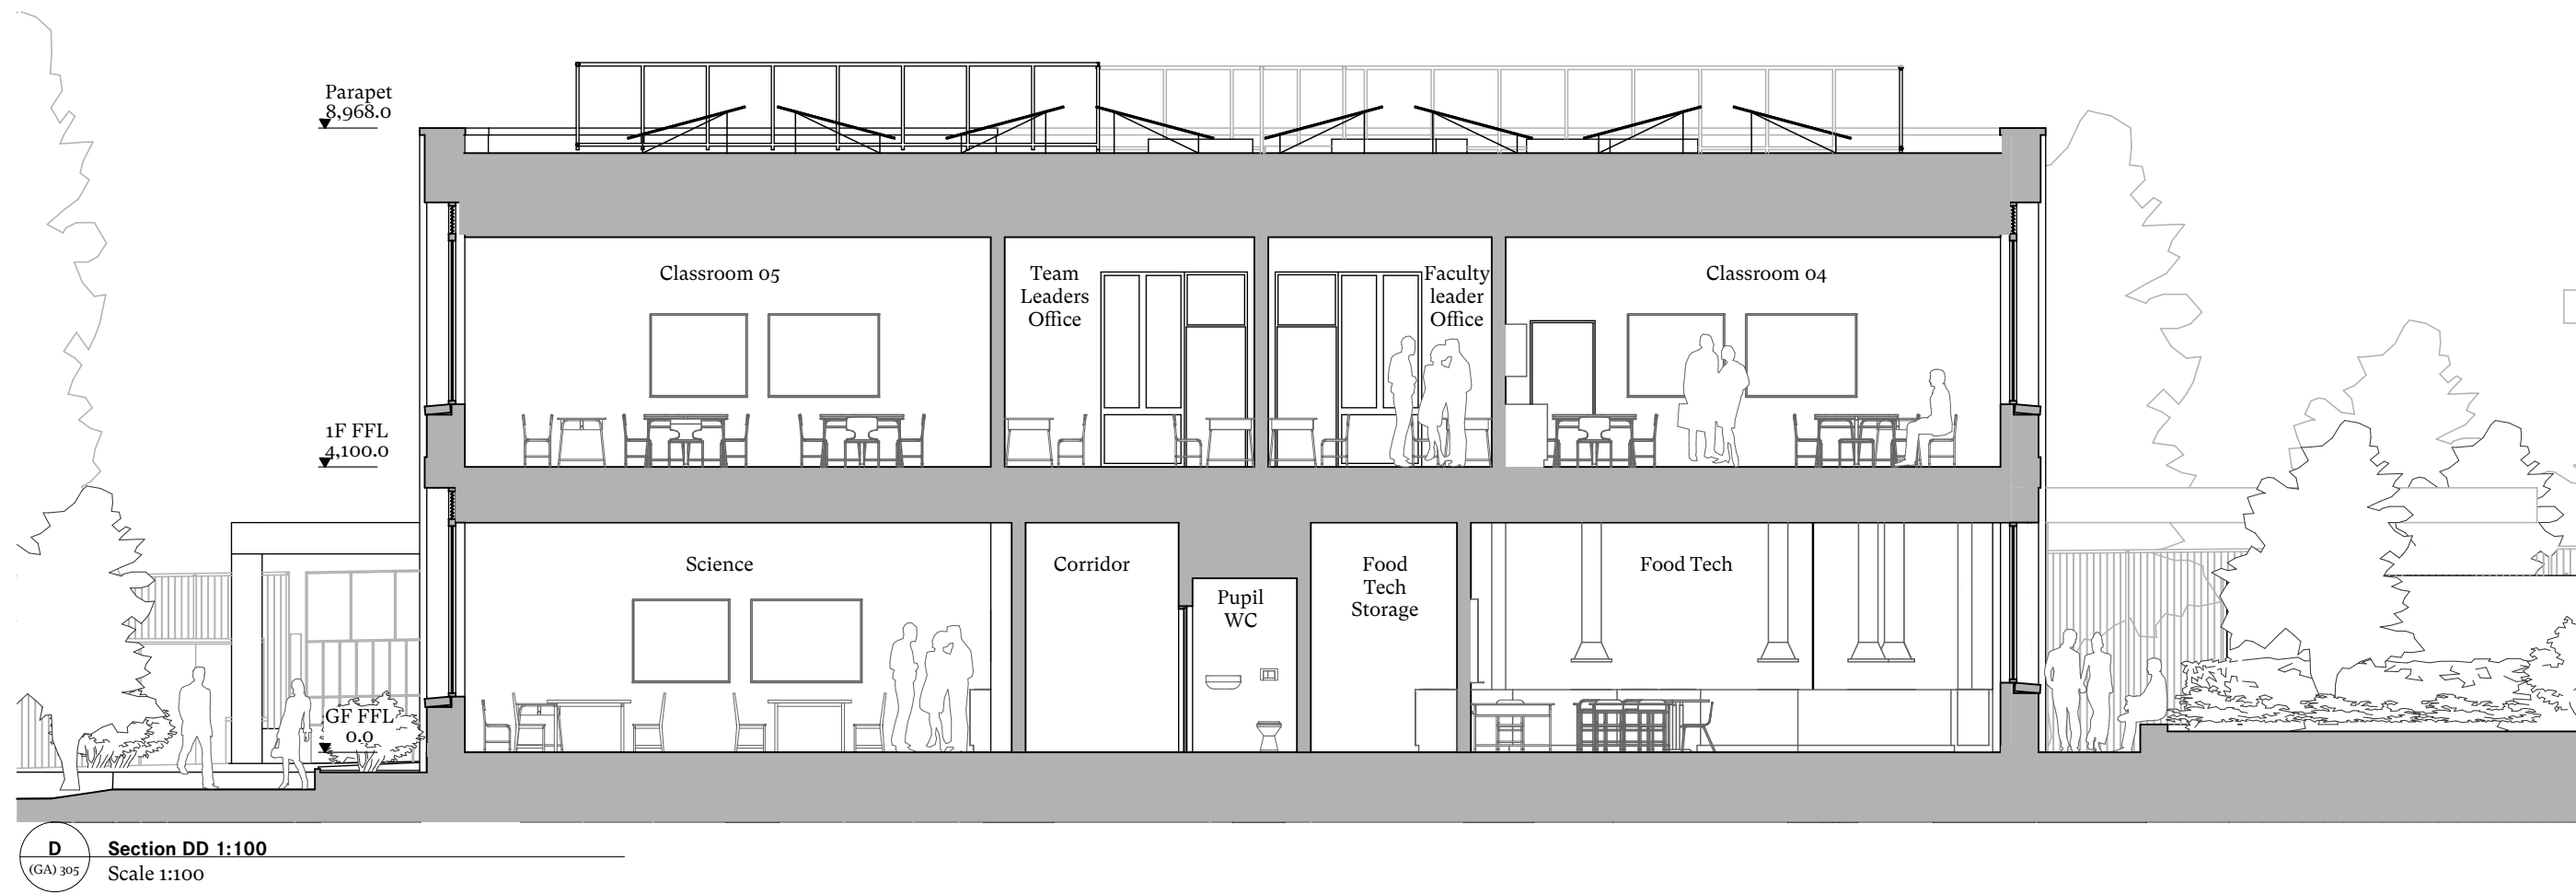 Parapet
8,968.0
Classroom 05
Team
Leaders
Office
Faculty
leader
Office
Classroom 04
1F FFL
4,100.0
Science
Corridor
Pupil
WC
Food
Tech
Storage
Food Tech
GF FFL
0.0
D
(GA) 305
Section DD 1:100
Scale 1:100